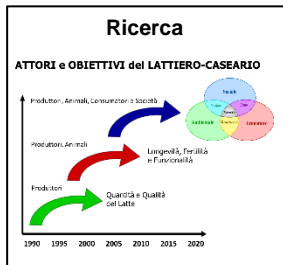 Ricerca
ATTORI e OBIETTIVI del LATTIERO-CASEARIO
Produttori, Animali, Consumatori e Società
Sociale
Ambientale
Economico
Produttori, Animali
Longevità, Fertilità
e Funzionalità
Produttori
Quantità e Qualità
del Latte
1990 1995 2000 2005 2010 2015 2020